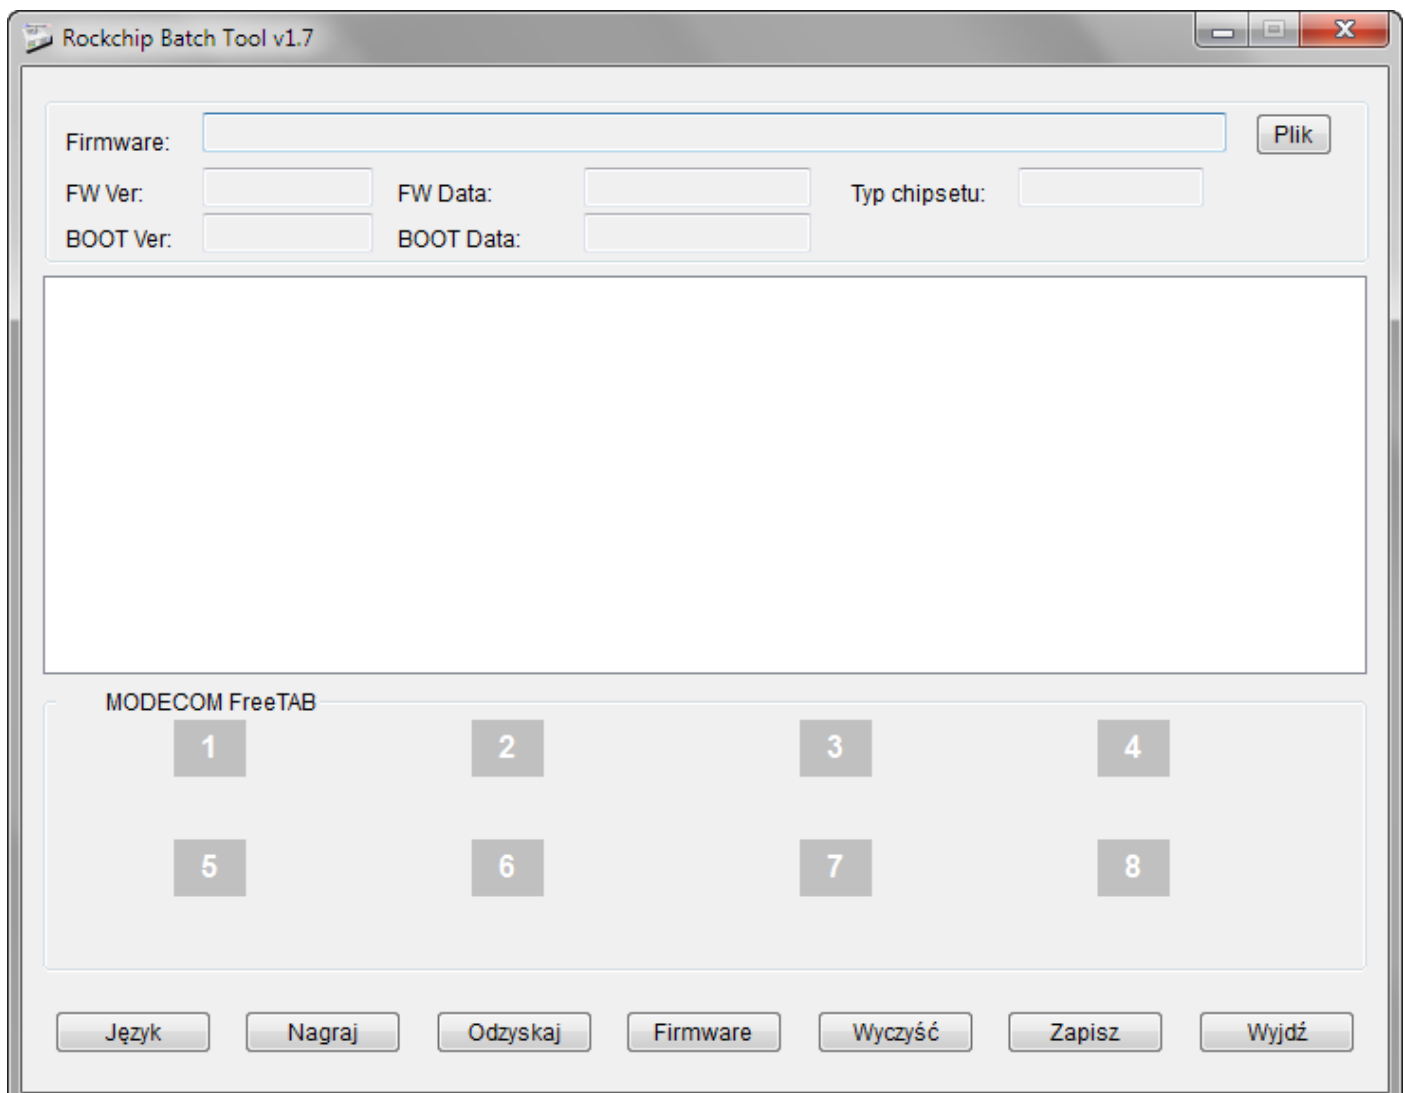 Rockchip Batch Tool v1.7
Firmware: Plik
FW Ver: FW Data: Typ chipsetu:
BOOT Ver: BOOT Data:
MODECOM FreeTAB
1 2 3 4
5 6 7 8
Język Nagraj Odzyskaj Firmware Wyczyść Zapisz Wyjdź